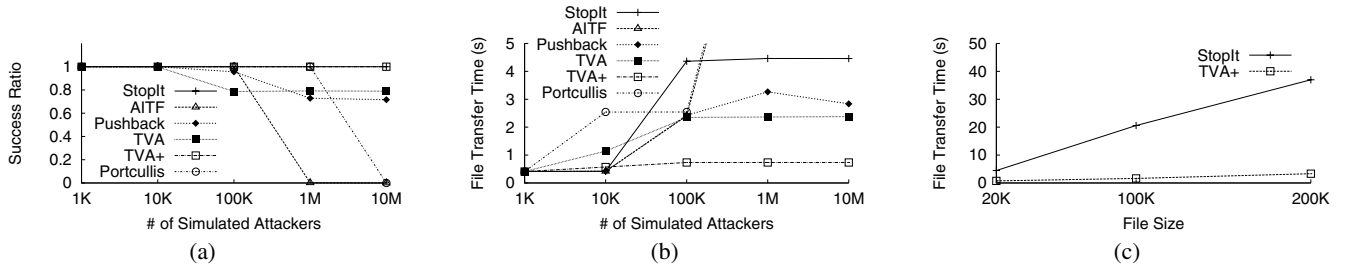 Success Ratio
1
0.8
0.6
0.4
0.2
0
StopIt
AITF
Pushback
TVA
TVA+
Portcullis
1K 10K 100K 1M 10M
# of Simulated Attackers
(a)
StopIt
AITF
Pushback
TVA
TVA+
Portcullis
File Transfer Time (s)
5
4
3
2
1
0
1K 10K 100K 1M 10M
# of Simulated Attackers
(b)
File Transfer Time (s)
50
40
30
20
10
0
StopIt
TVA+
20K 100K 200K
File Size
(c)